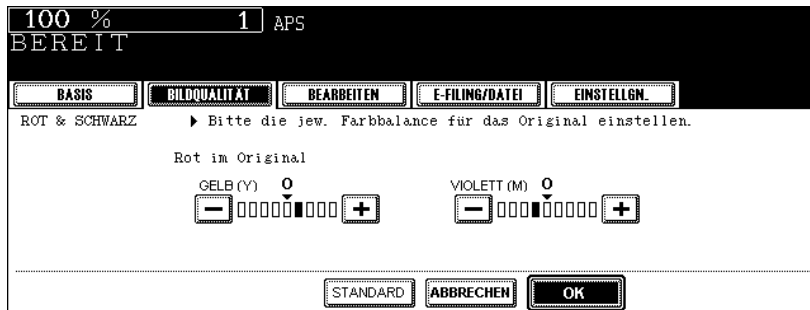 100 % 1 APS
BEREIT
BASIS BILDQUALITÄT BEARBEITEN E-FILING/DATEI EINSTELLGN.
ROT & SCHWARZ Bitte die jew. Farbbalance für das Original einstellen.
Rot im Original
GELB (Y) 0 VIOLETT (M) 0
− + − +
STANDARD ABBRECHEN OK